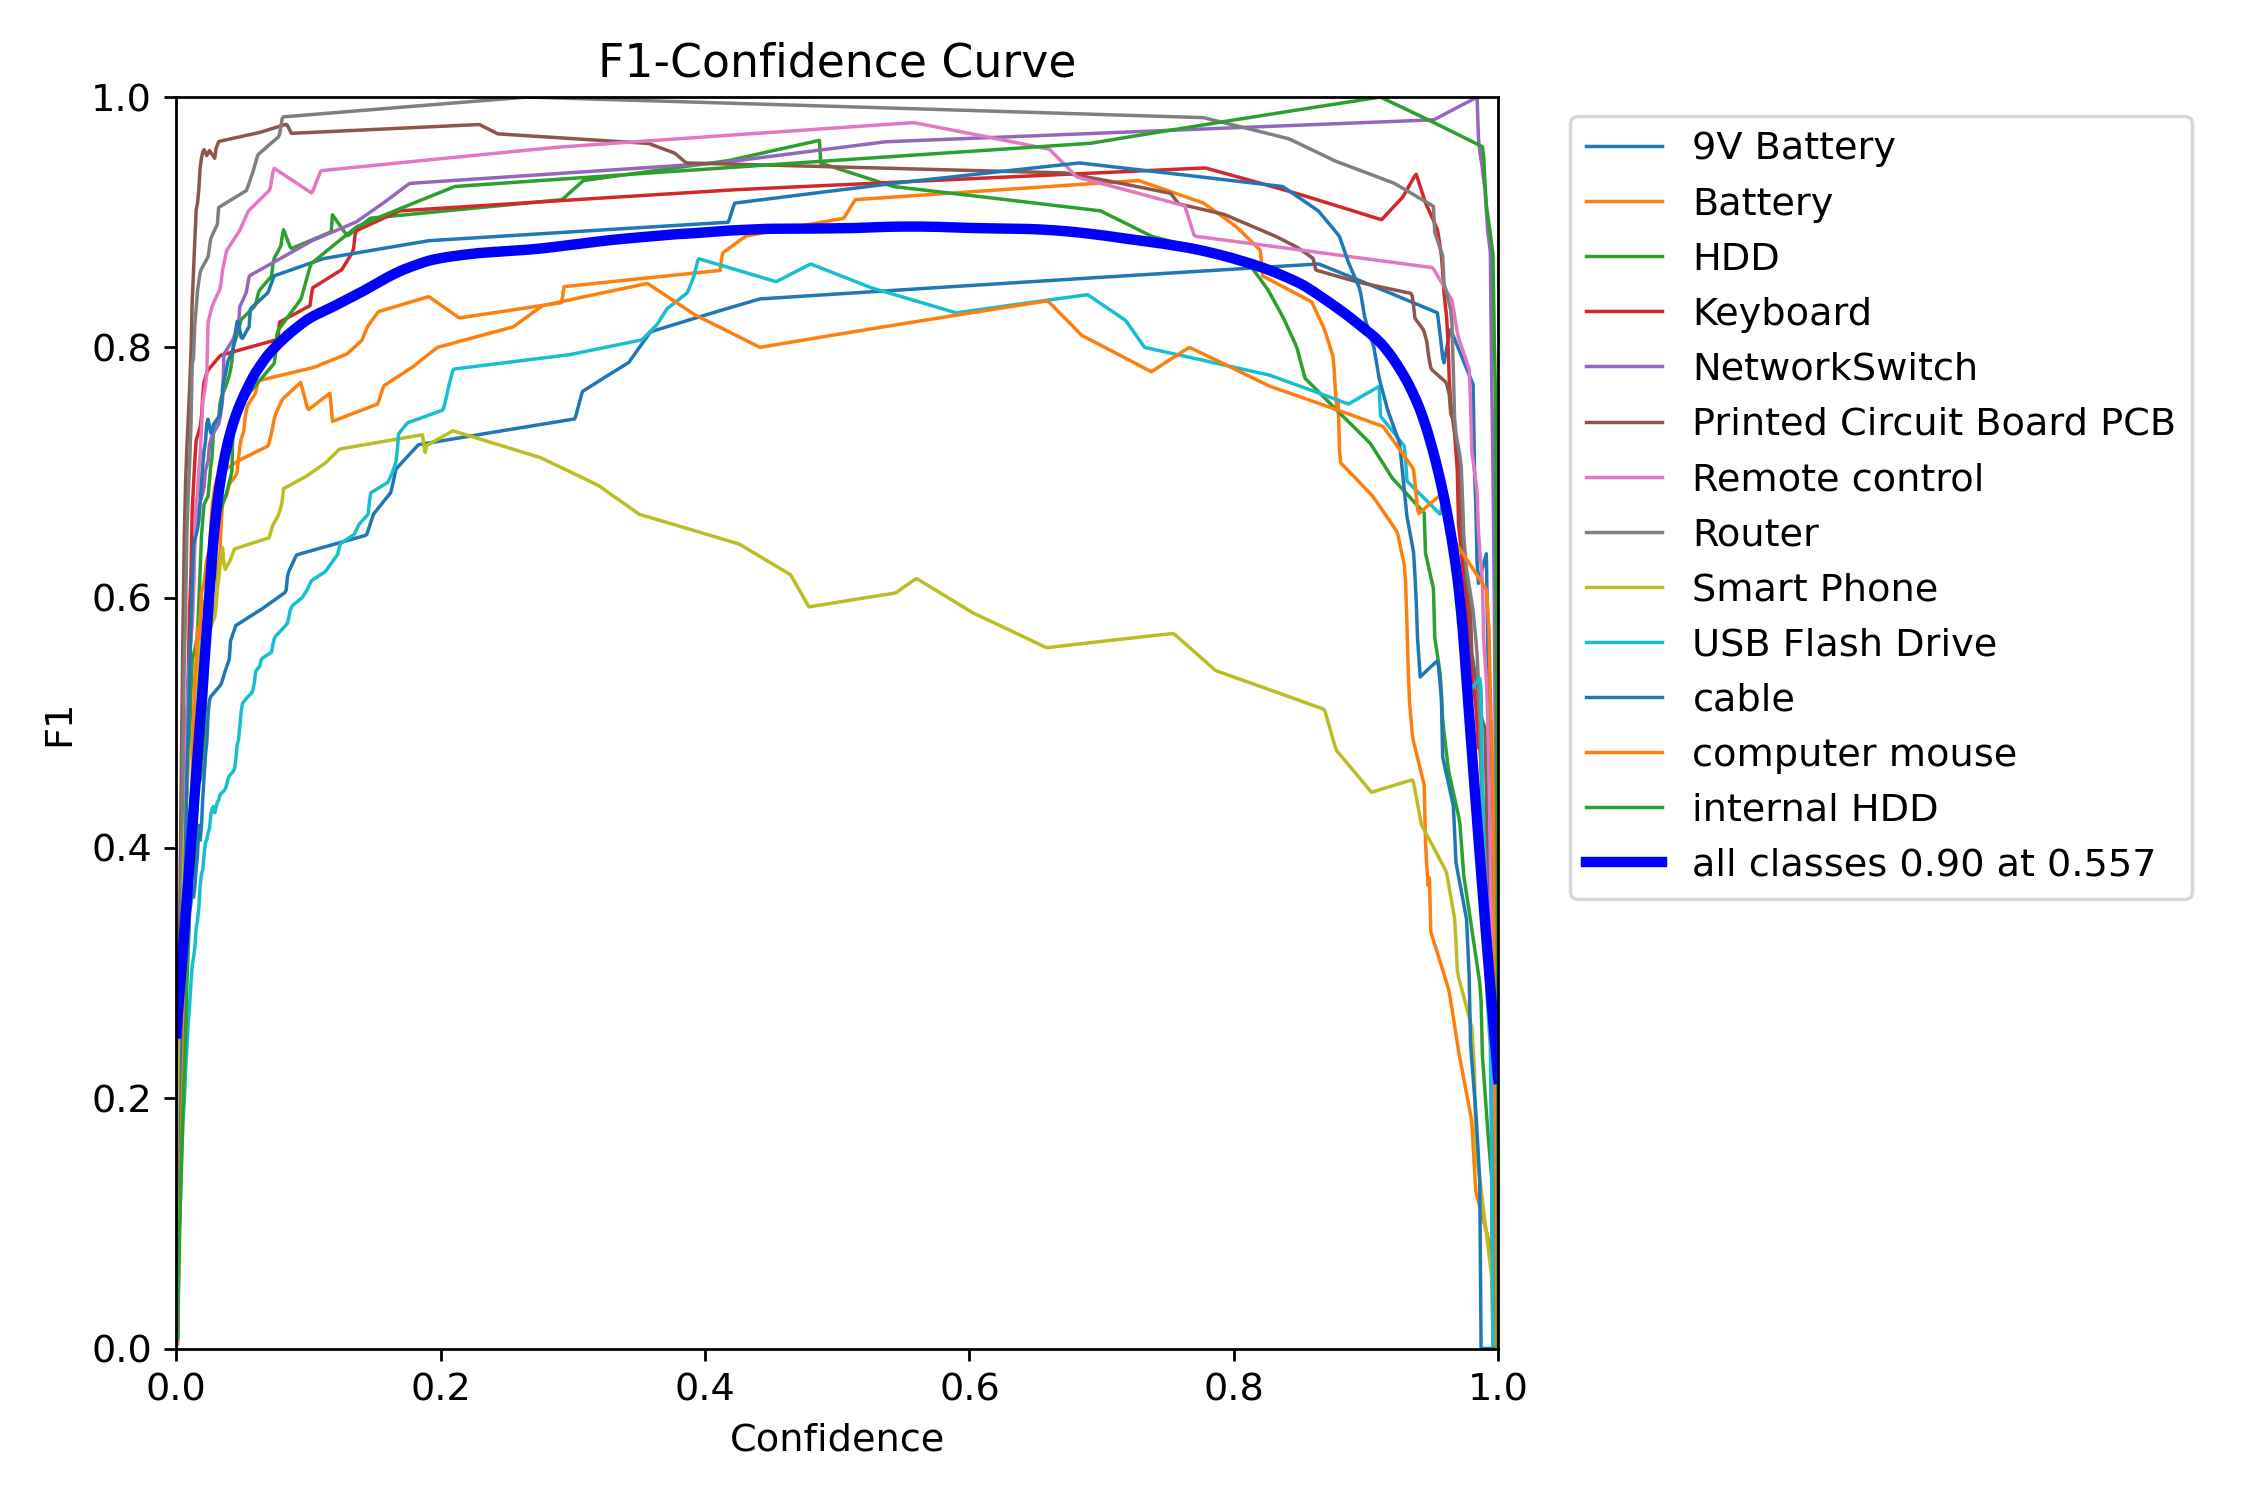 F1-Confidence Curve
1.0
0.8
0.6
0.4
0.2
0.0
F1
0.0 0.2 0.4 0.6 0.8 1.0
Confidence
9V Battery
Battery
HDD
Keyboard
NetworkSwitch
Printed Circuit Board PCB
Remote control
Router
Smart Phone
USB Flash Drive
cable
computer mouse
internal HDD
all classes 0.90 at 0.557